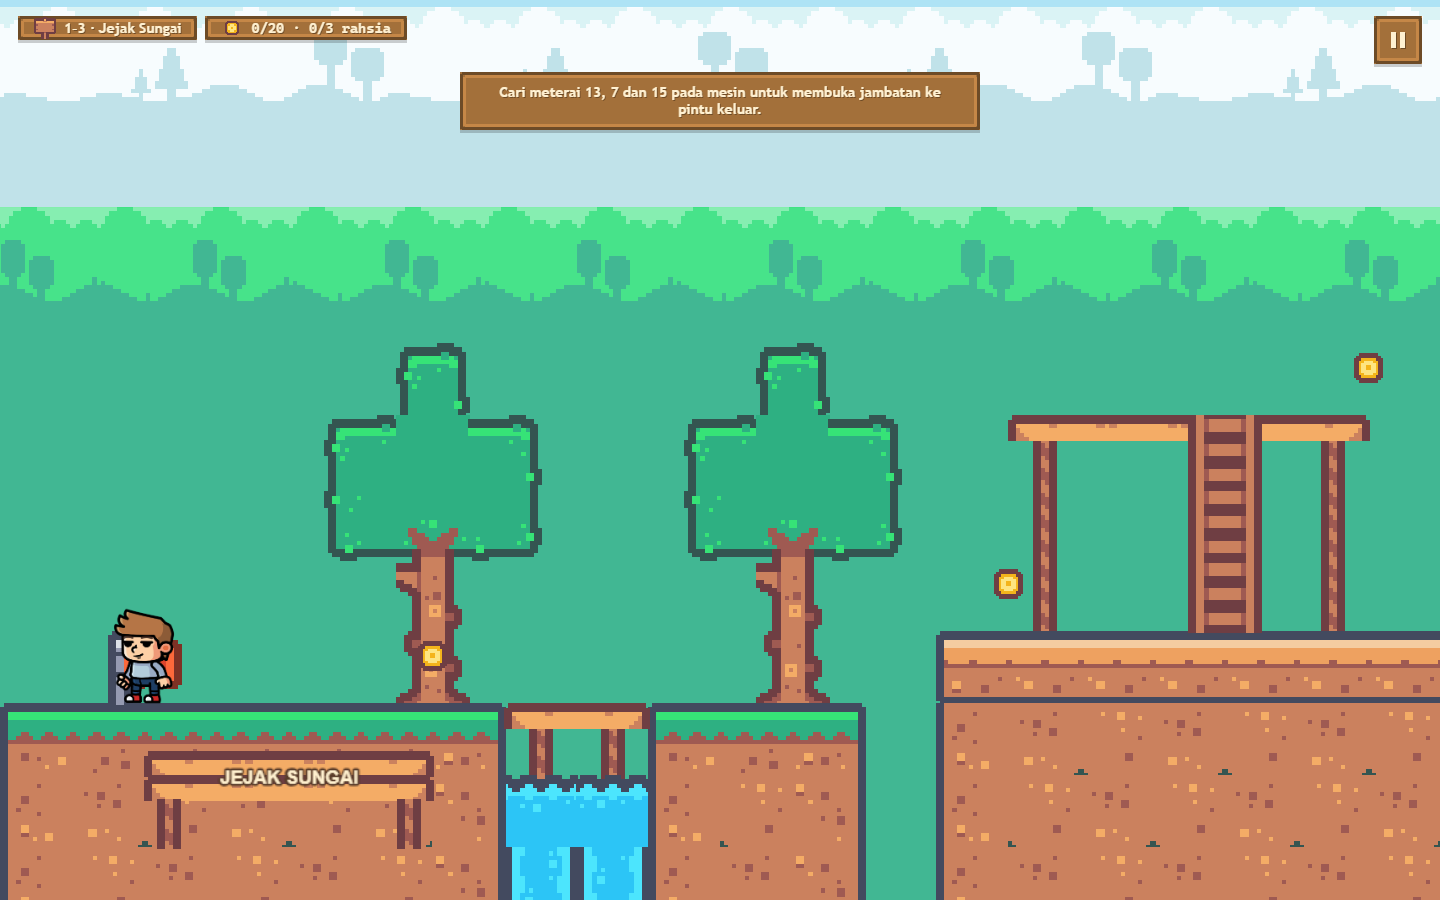 1-3 · Jejak Sungai
0/20 · 0/3 rahsia
Cari meterai 13, 7 dan 15 pada mesin untuk membuka jambatan ke
pintu keluar.
JEJAK SUNGAI